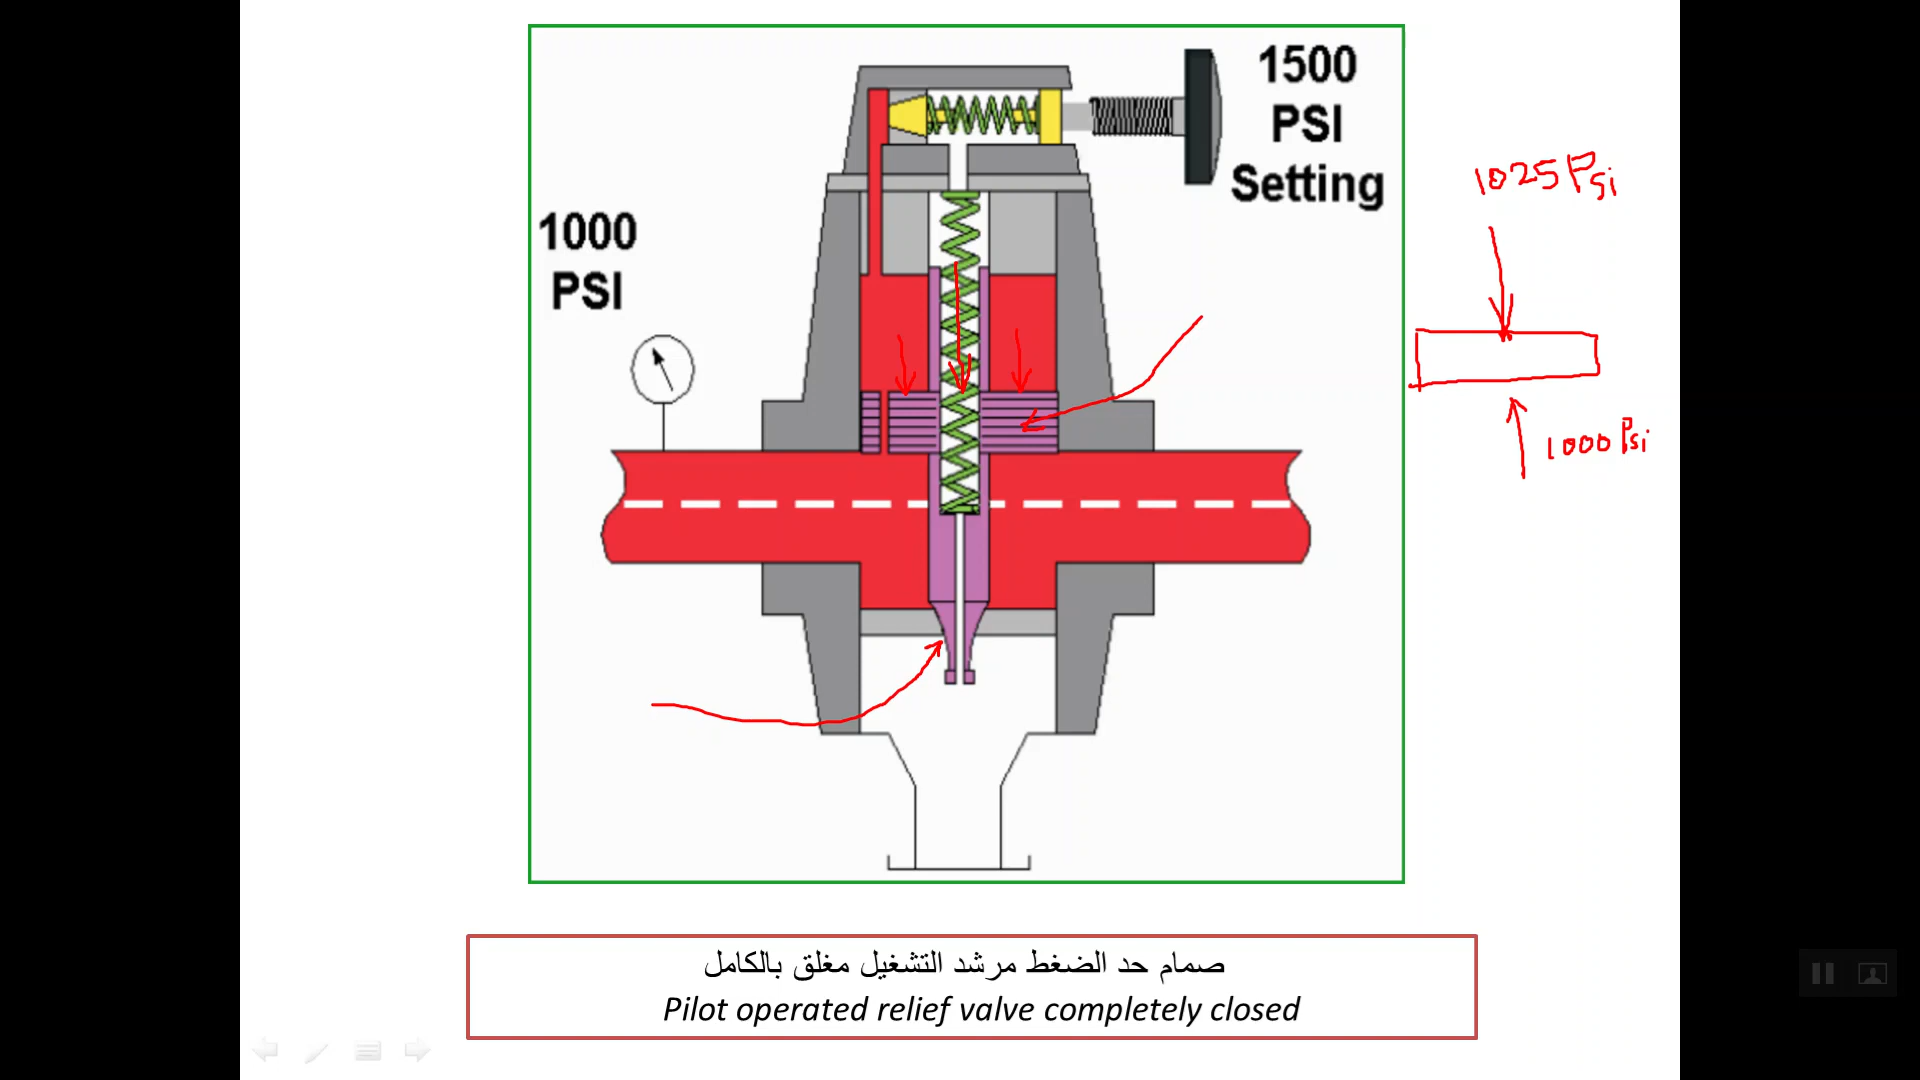 1500
PSI
Setting
1000
PSI
1025 Psi
1000 Psi
صمام حد الضغط مرشد التشغيل مغلق بالكامل
Pilot operated relief valve completely closed